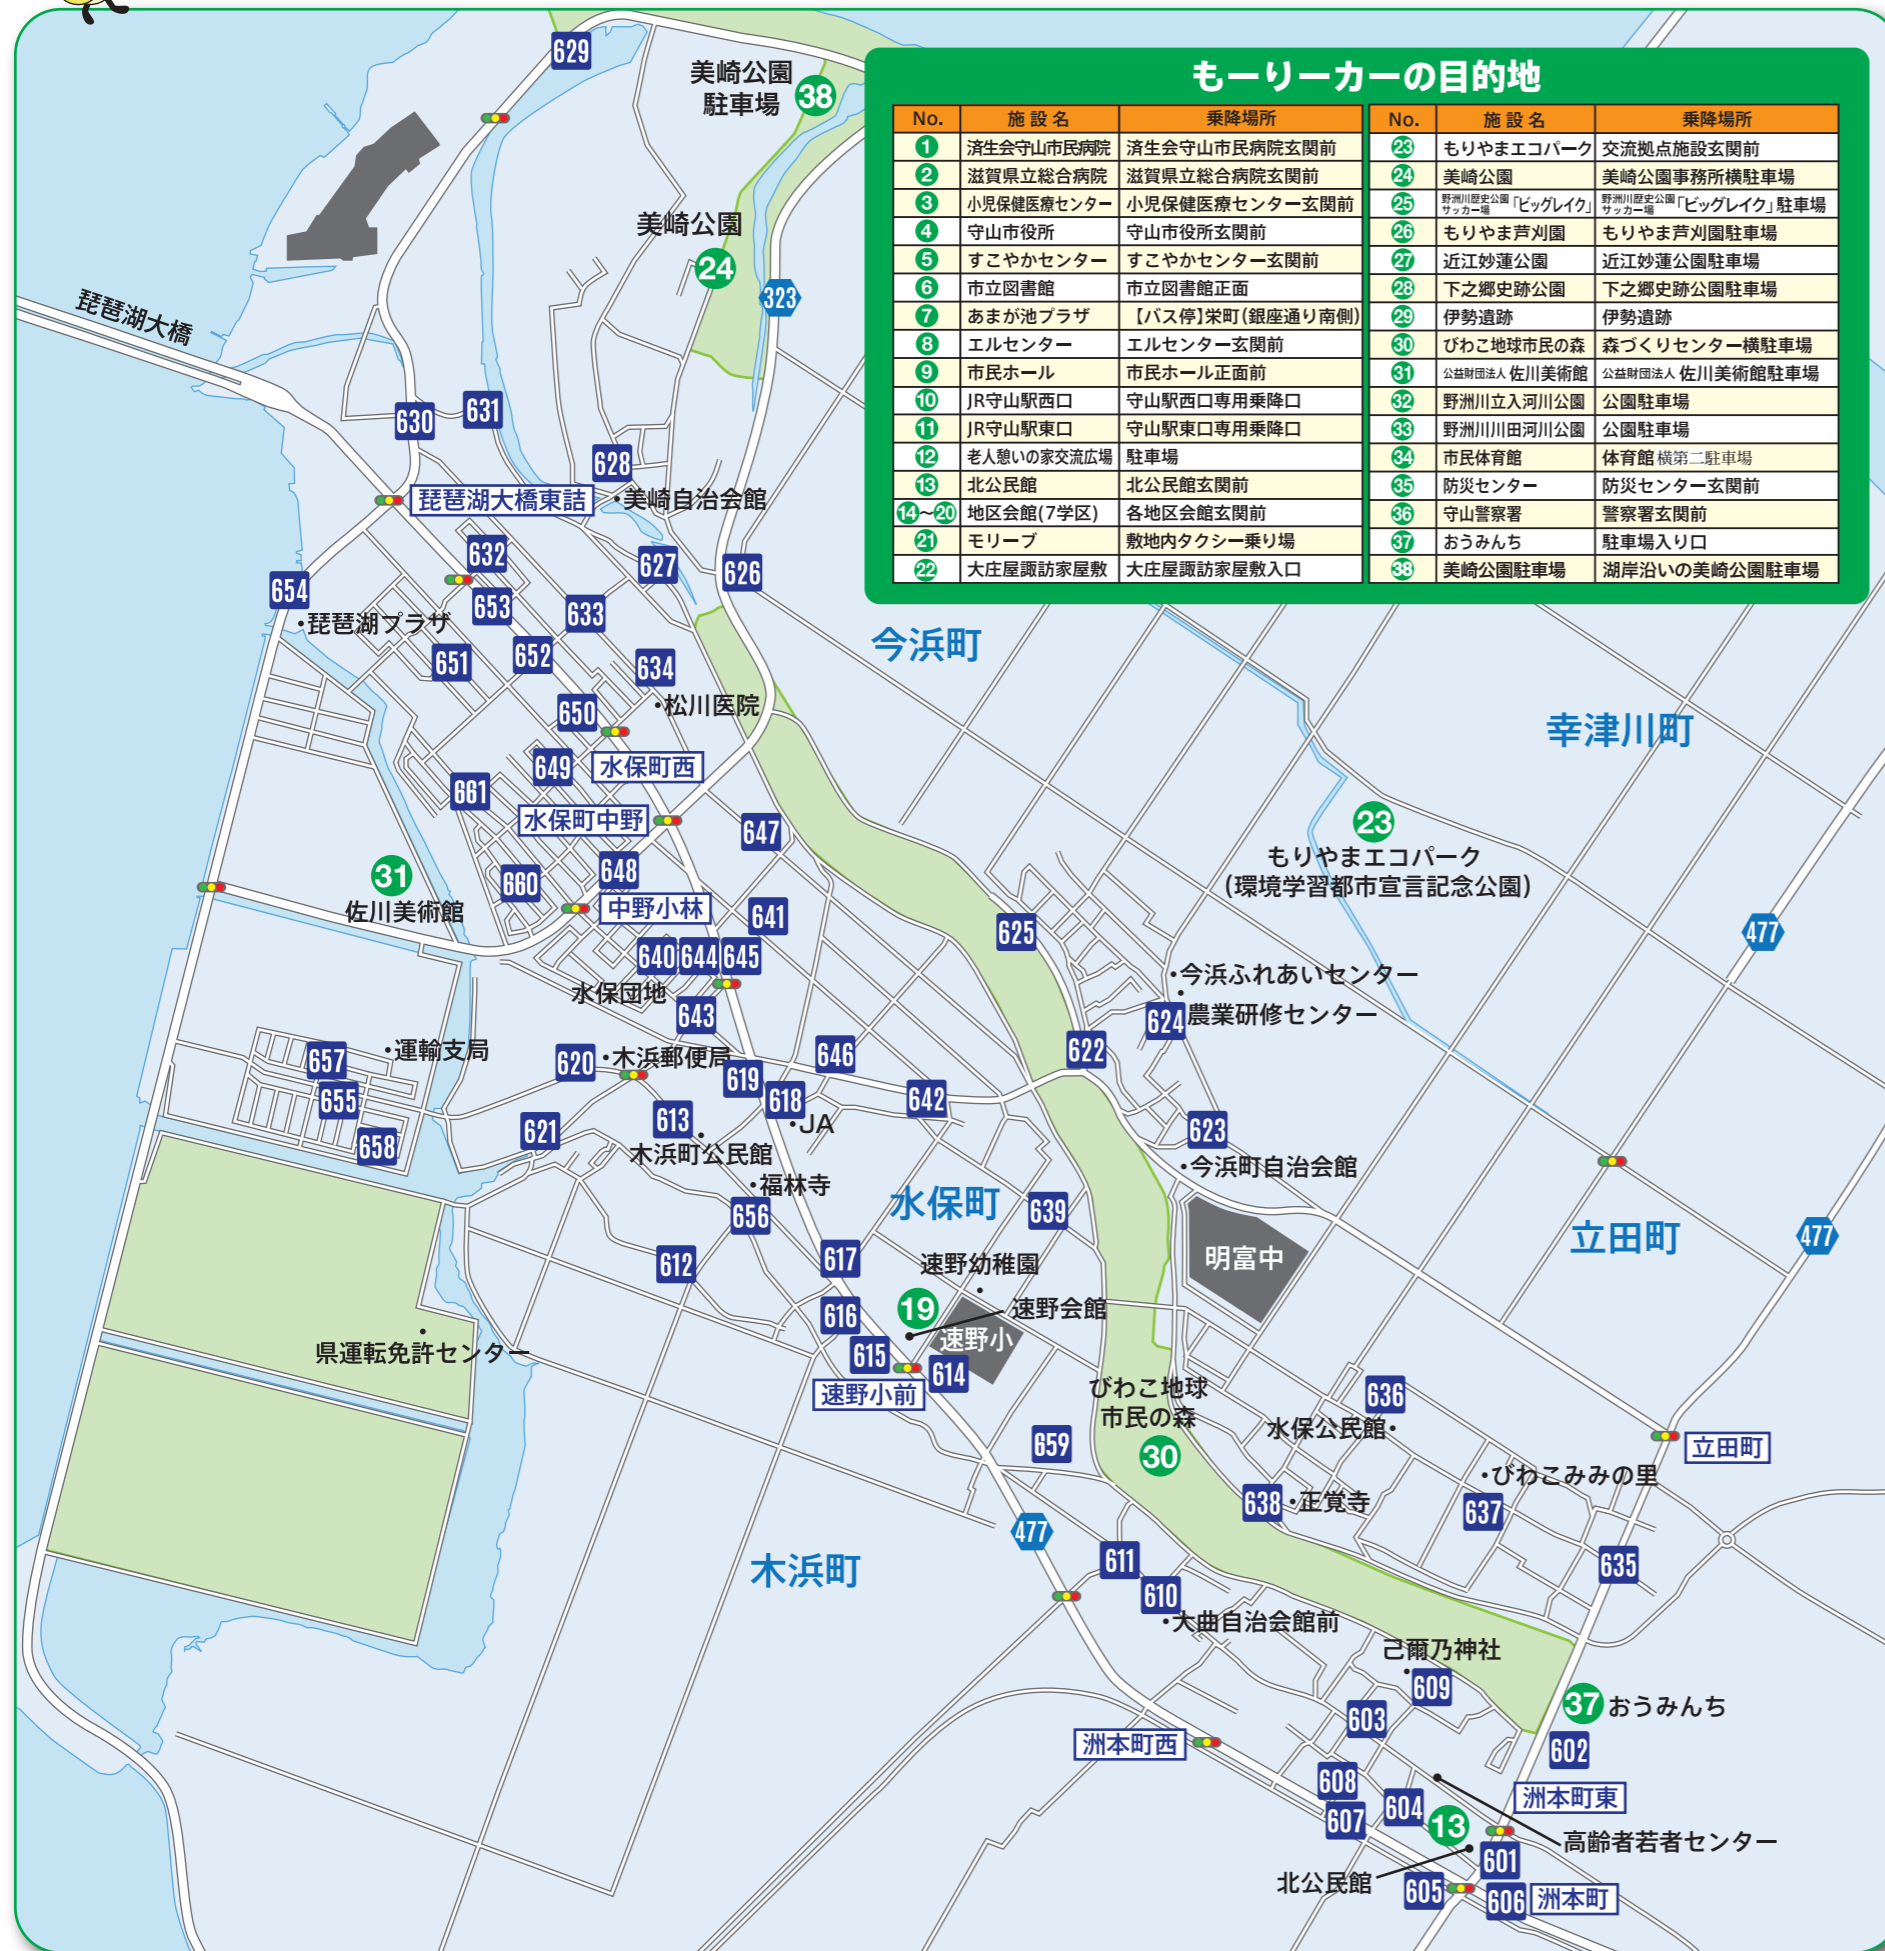 629
美崎公園
駐車場
38
もーりーカーの目的地
No. 施設名 乗降場所
1 済生会守山市民病院 済生会守山市民病院玄関前
2 滋賀県立総合病院 滋賀県立総合病院玄関前
3 小児保健医療センター 小児保健医療センター玄関前
4 守山市役所 守山市役所玄関前
5 すこやかセンター すこやかセンター玄関前
6 市立図書館 市立図書館正面
7 あまが池プラザ 【バス停】栄町(銀座通り南側)
8 エルセンター エルセンター玄関前
9 市民ホール 市民ホール正面前
10 JR守山駅西口 守山駅西口専用乗降口
11 JR守山駅東口 守山駅東口専用乗降口
12 老人憩いの家交流広場 駐車場
13 北公民館 北公民館玄関前
14～20 地区会館(7学区) 各地区会館玄関前
21 モリーブ 敷地内タクシー乗り場
22 大庄屋諏訪家屋敷 大庄屋諏訪家屋敷入口
No. 施設名 乗降場所
23 もりやまエコパーク 交流拠点施設玄関前
24 美崎公園 美崎公園事務所横駐車場
25 野洲川歴史公園サッカー場「ビッグレイク」 野洲川歴史公園サッカー場「ビッグレイク」駐車場
26 もりやま芦刈園 もりやま芦刈園駐車場
27 近江妙蓮公園 近江妙蓮公園駐車場
28 下之郷史跡公園 下之郷史跡公園駐車場
29 伊勢遺跡 伊勢遺跡
30 びわこ地球市民の森 森づくりセンター横駐車場
31 公益財団法人 佐川美術館 公益財団法人 佐川美術館駐車場
32 野洲川立入河川公園 公園駐車場
33 野洲川川田河川公園 公園駐車場
34 市民体育館 体育館横第二駐車場
35 防災センター 防災センター玄関前
36 守山警察署 警察署玄関前
37 おうみんち 駐車場入り口
38 美崎公園駐車場 湖岸沿いの美崎公園駐車場
美崎公園
24
323
琵琶湖大橋
630
631
628
琵琶湖大橋東詰
・美崎自治会館
632
627
626
654
653
633
・琵琶湖プラザ
今浜町
651
652
634
650
・松川医院
幸津川町
649
水保町西
661
水保町中野
647
23
もりやまエコパーク
(環境学習都市宣言記念公園)
31
佐川美術館
660
648
中野小林
641
625
477
640
644
645
・今浜ふれあいセンター
水保団地
643
624
農業研修センター
657
・運輸支局
620
・木浜郵便局
646
622
655
619
618
642
658
621
613
・JA
623
木浜町公民館
・今浜町自治会館
・福林寺
水保町
639
656
立田町
477
612
617
速野幼稚園
明富中
616
19
速野会館
県運転免許センター
615
速野小
速野小前
614
びわこ地球
市民の森
30
636
水保公民館・
659
立田町
・びわこみみの里
638
・正覚寺
637
477
木浜町
611
635
610
・大曲自治会館前
己爾乃神社
609
37
おうみんち
603
洲本町西
602
608
洲本町東
607
604
13
高齢者若者センター
601
北公民館
605
606
洲本町